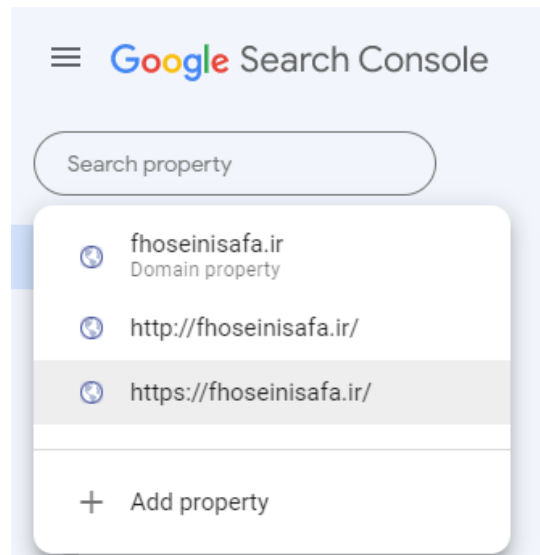 Google Search Console
Search property
fhoseinisafa.ir
Domain property
http://fhoseinisafa.ir/
https://fhoseinisafa.ir/
+ Add property